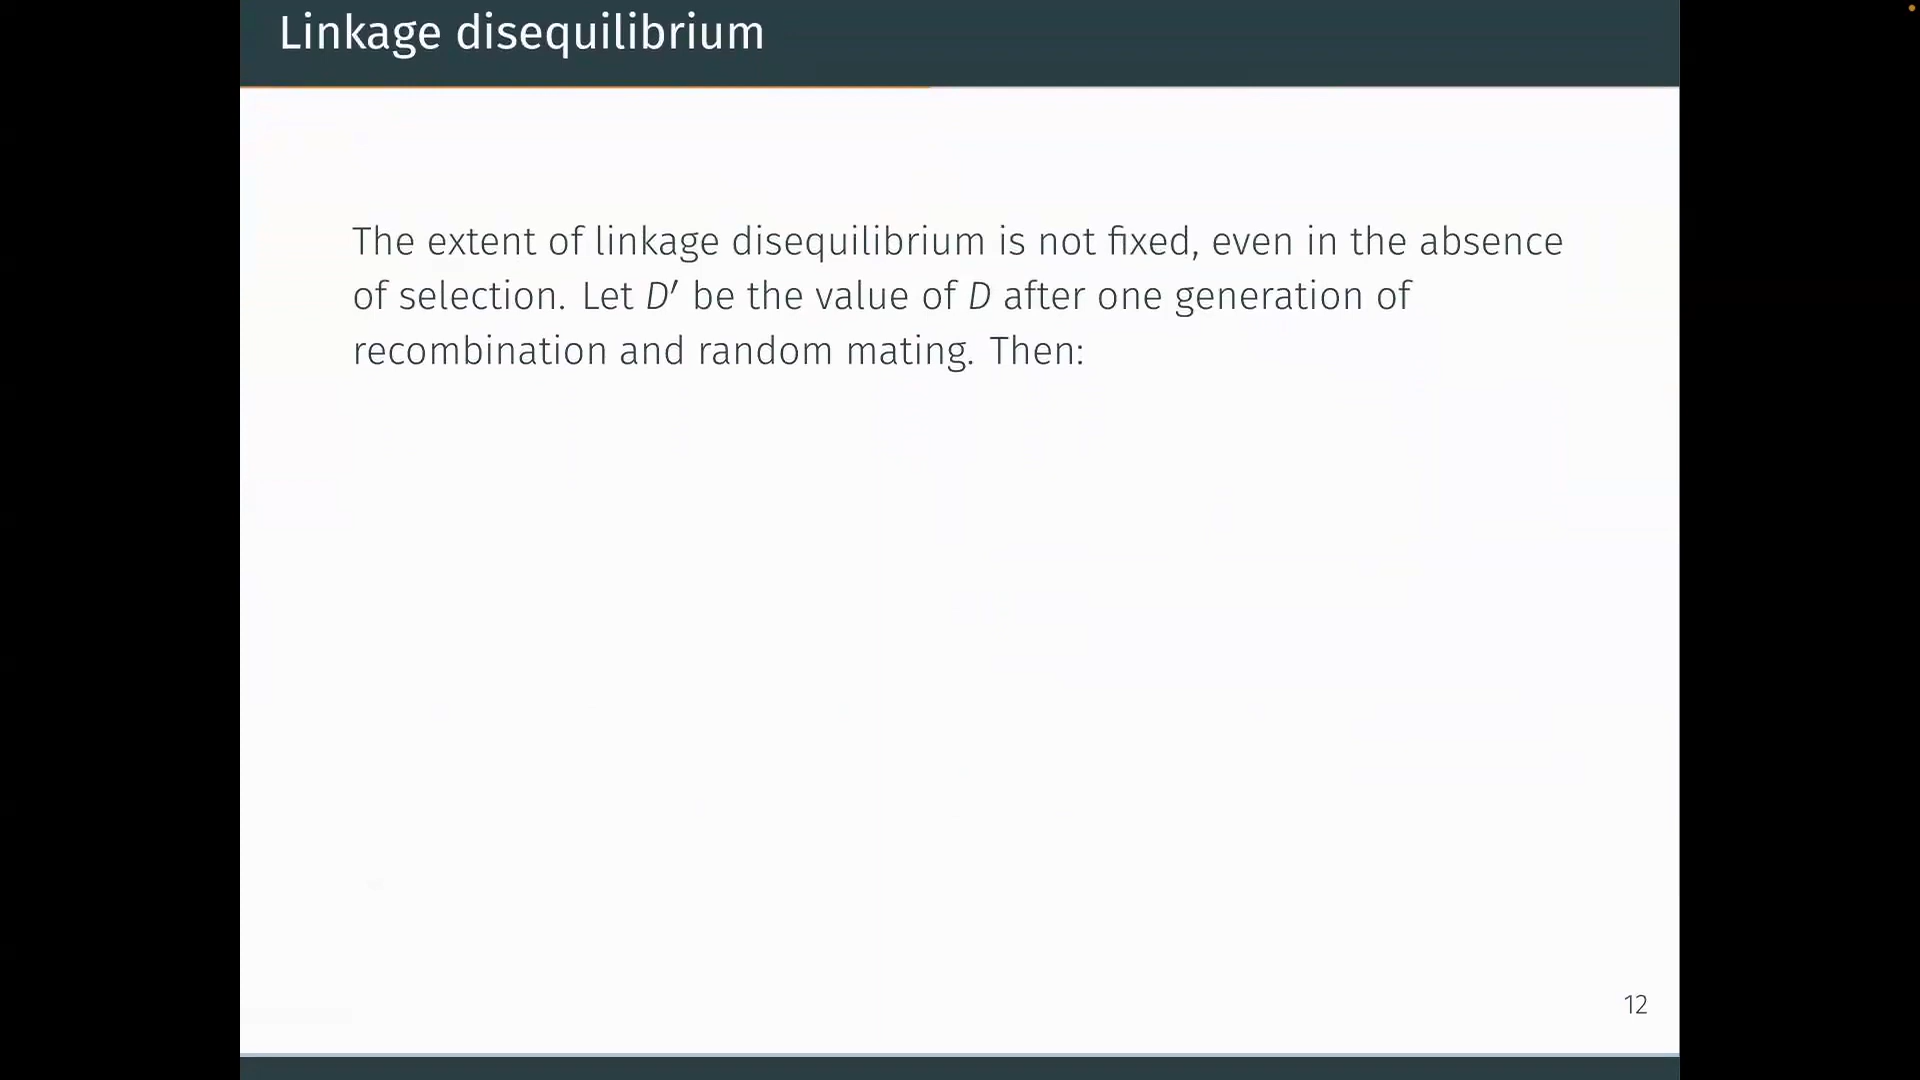 Linkage disequilibrium
The extent of linkage disequilibrium is not fixed, even in the absence
of selection. Let D′ be the value of D after one generation of
recombination and random mating. Then:
12